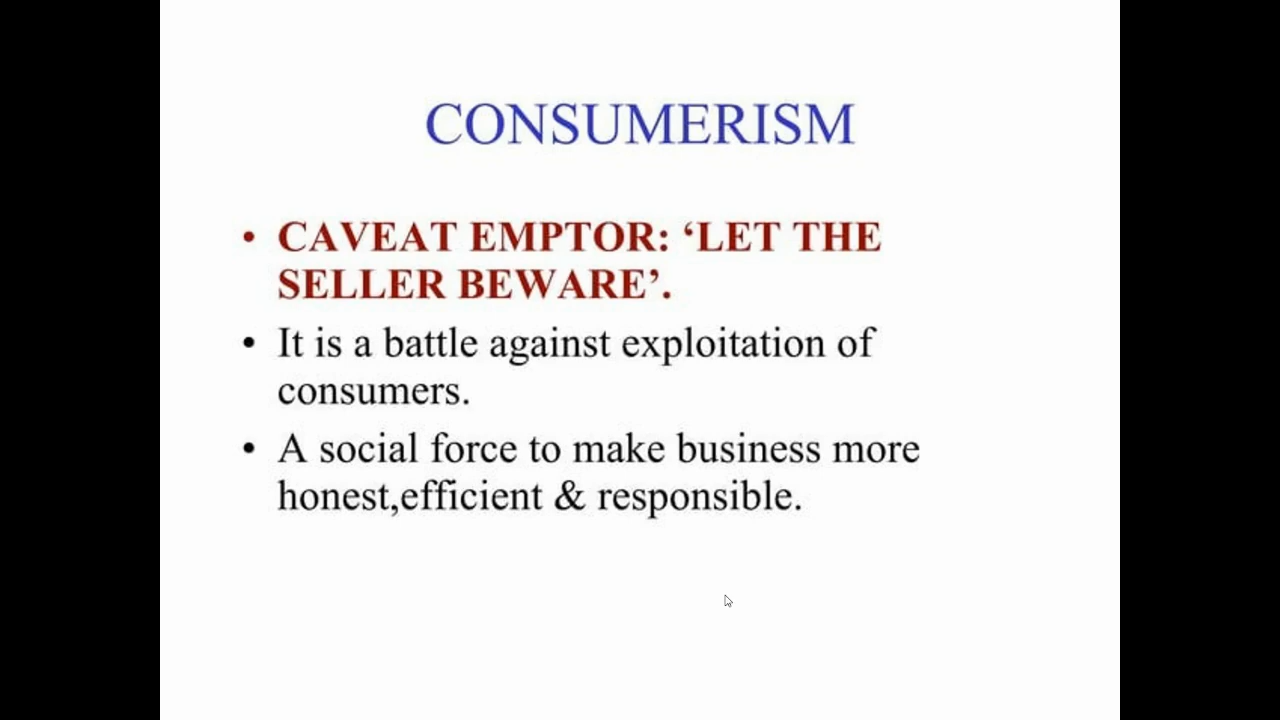 CONSUMERISM
• CAVEAT EMPTOR: ‘LET THE
SELLER BEWARE’.
• It is a battle against exploitation of
consumers.
• A social force to make business more
honest,efficient & responsible.